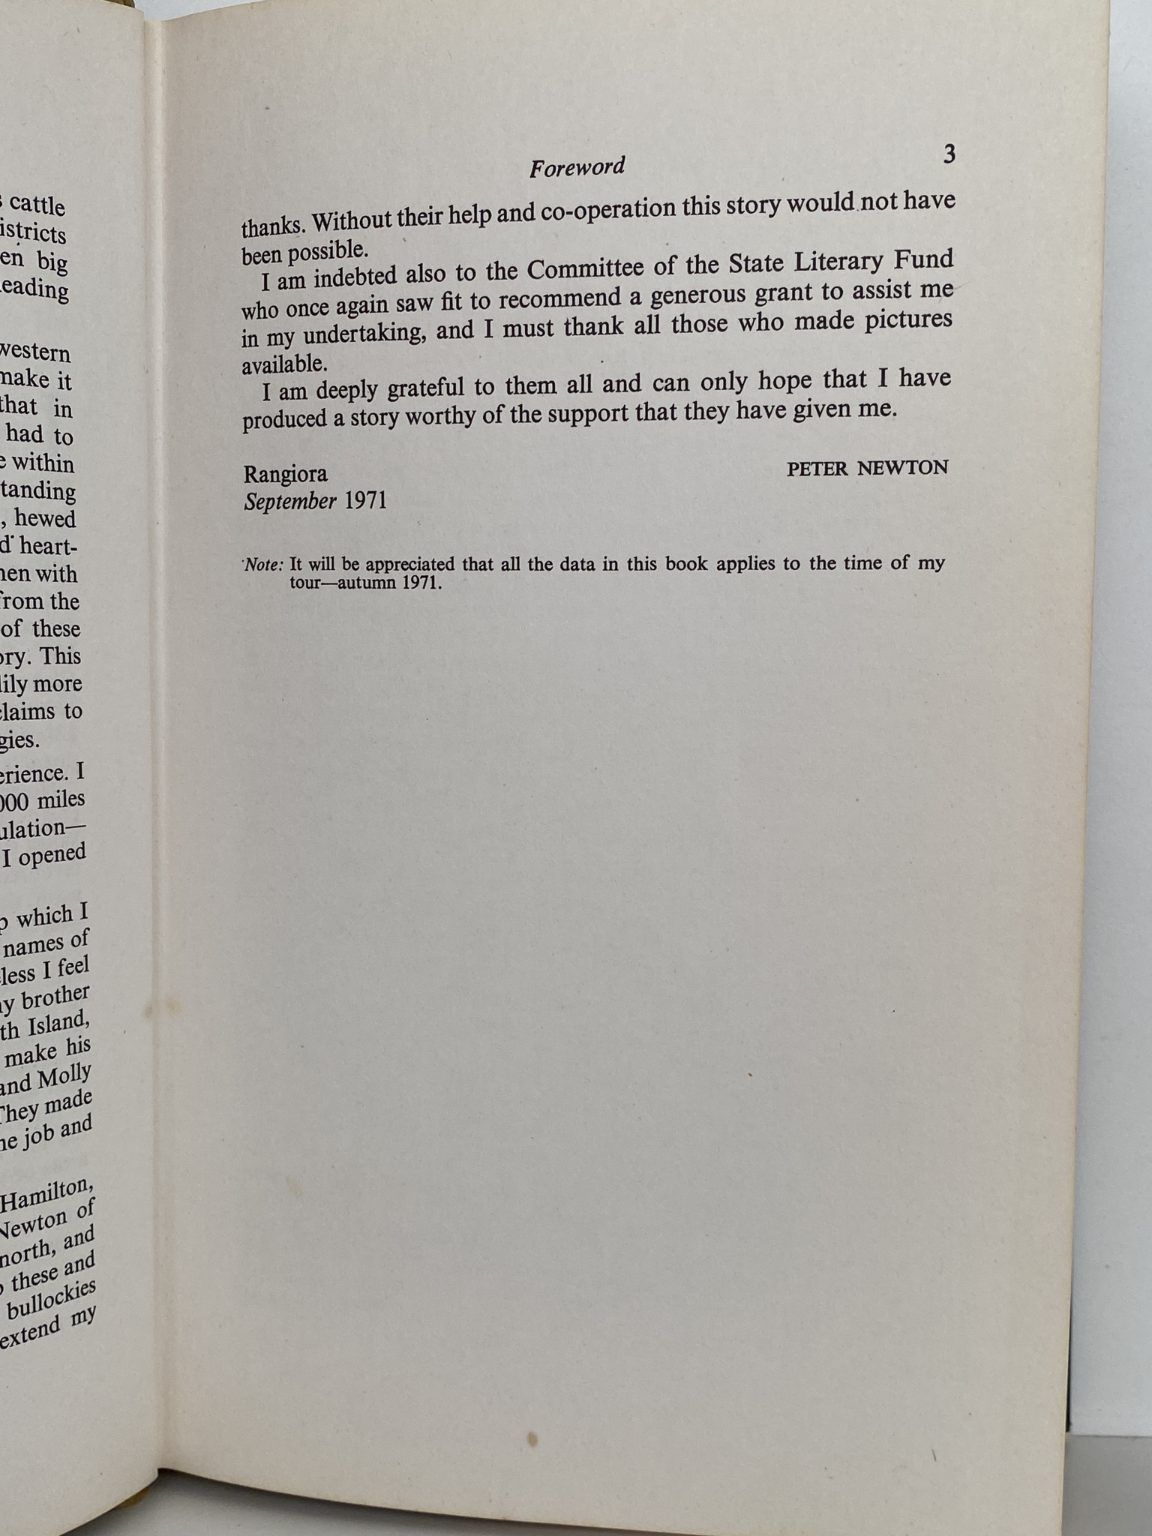 cattle
istricts
en big
eading
western
make it
that in
had to
within
tanding
, hewed
d heart-
men with
from the
of these
ory. This
ily more
claims to
gies.
erience. I
000 miles
ulation—
I opened
which I
names of
less I feel
my brother
th Island,
make his
and Molly
They made
he job and
Hamilton,
Newton of
north, and
these and
bullockies
extend my
Foreword 3
thanks. Without their help and co-operation this story would not have
been possible.
I am indebted also to the Committee of the State Literary Fund
who once again saw fit to recommend a generous grant to assist me
in my undertaking, and I must thank all those who made pictures
available.
I am deeply grateful to them all and can only hope that I have
produced a story worthy of the support that they have given me.
Rangiora PETER NEWTON
September 1971
Note: It will be appreciated that all the data in this book applies to the time of my
tour—autumn 1971.